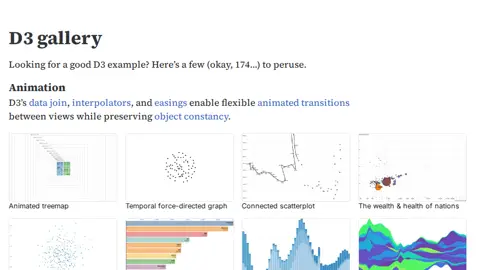 D3 gallery
Looking for a good D3 example? Here’s a few (okay, 174…) to peruse.
Animation
D3’s data join, interpolators, and easings enable flexible animated transitions
between views while preserving object constancy.
Animated treemap
Temporal force-directed graph
Connected scatterplot
The wealth & health of nations